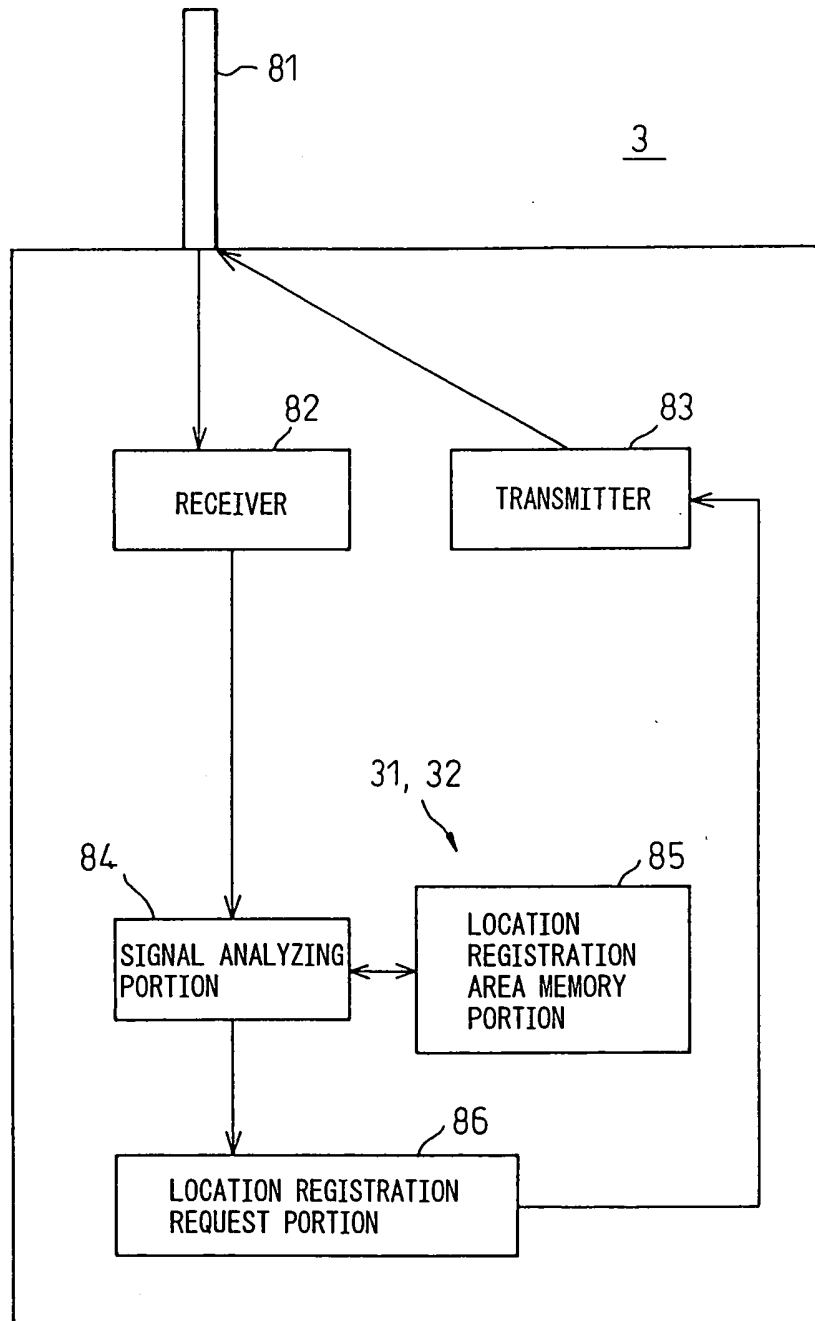 81
3
82
RECEIVER
83
TRANSMITTER
31, 32
84
SIGNAL ANALYZING
PORTION
85
LOCATION
REGISTRATION
AREA MEMORY
PORTION
86
LOCATION REGISTRATION
REQUEST PORTION